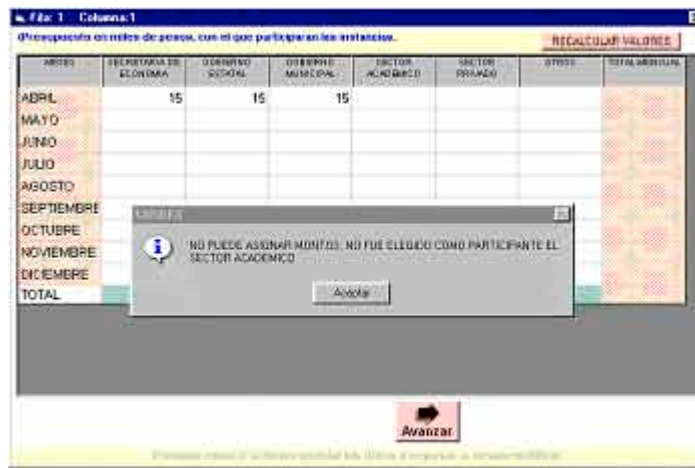 Fila: 1 Columna:1
(Presupuesto en miles de pesos, con el que participaran las instancias.
RECALCULAR VALORES
MESES SECRETARIA DE ECONOMIA GOBIERNO ESTATAL GOBIERNO MUNICIPAL SECTOR ACADEMICO SECTOR PRIVADO OTROS TOTAL MENSUAL
ABRIL 15 15 15
MAYO
JUNIO
JULIO
AGOSTO
SEPTIEMBRE
OCTUBRE
NOVIEMBRE
DICIEMBRE
TOTAL
NO PUEDE ASIGNAR MONTOS, NO FUE ELEGIDO COMO PARTICIPANTE EL
SECTOR ACADEMICO
Aceptar
Avanzar